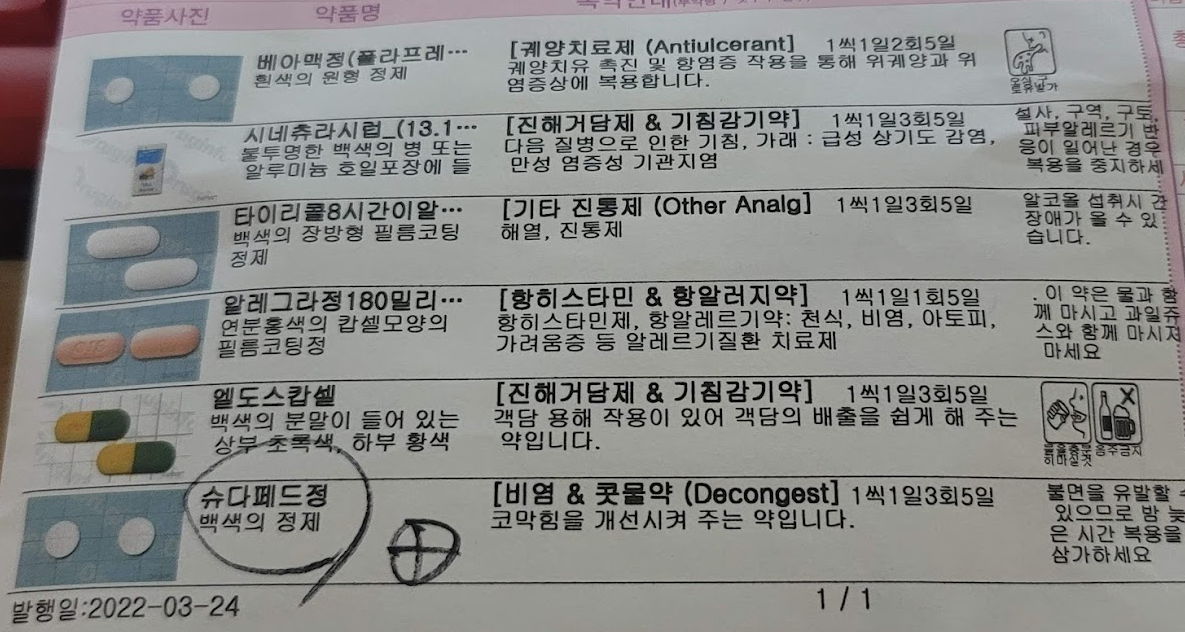 약품사진 약품명 복약안내
베아맥정(폴라프레… [궤양치료제 (Antiulcerant] 1씩1일2회5일
흰색의 원형 정제 궤양치유 촉진 및 항염증 작용을 통해 위궤양과 위
염증상에 복용합니다.
시네츄라시럽_(13.1… [진해거담제 & 기침감기약] 1씩1일3회5일 설사, 구역, 구토,
불투명한 백색의 병 또는 다음 질병으로 인한 기침, 가래 : 급성 상기도 감염, 피부알레르기 반
알루미늄 호일포장에 들 만성 염증성 기관지염 응이 일어난 경우
복용을 중지하세
타이리콜8시간이알… [기타 진통제 (Other Analg] 1씩1일3회5일 알코올 섭취시 간
백색의 장방형 필름코팅 해열, 진통제 장애가 올 수 있
정제 습니다.
알레그라정180밀리… [항히스타민 & 항알러지약] 1씩1일1회5일 . 이 약은 물과 함
연분홍색의 캅셀모양의 항히스타민제, 항알레르기약: 천식, 비염, 아토피, 께 마시고 과일쥬
필름코팅정 가려움증 등 알레르기질환 치료제 스와 함께 마시지
마세요
엘도스캅셀 [진해거담제 & 기침감기약] 1씩1일3회5일
백색의 분말이 들어 있는 객담 용해 작용이 있어 객담의 배출을 쉽게 해 주는
상부 초록색, 하부 황색 약입니다.
물을충분 음주금지
히마실것
슈다페드정 [비염 & 콧물약 (Decongest] 1씩1일3회5일 불면을 유발할 수
백색의 정제 코막힘을 개선시켜 주는 약입니다. 있으므로 밤 늦
은 시간 복용을
삼가하세요
발행일:2022-03-24 1 / 1